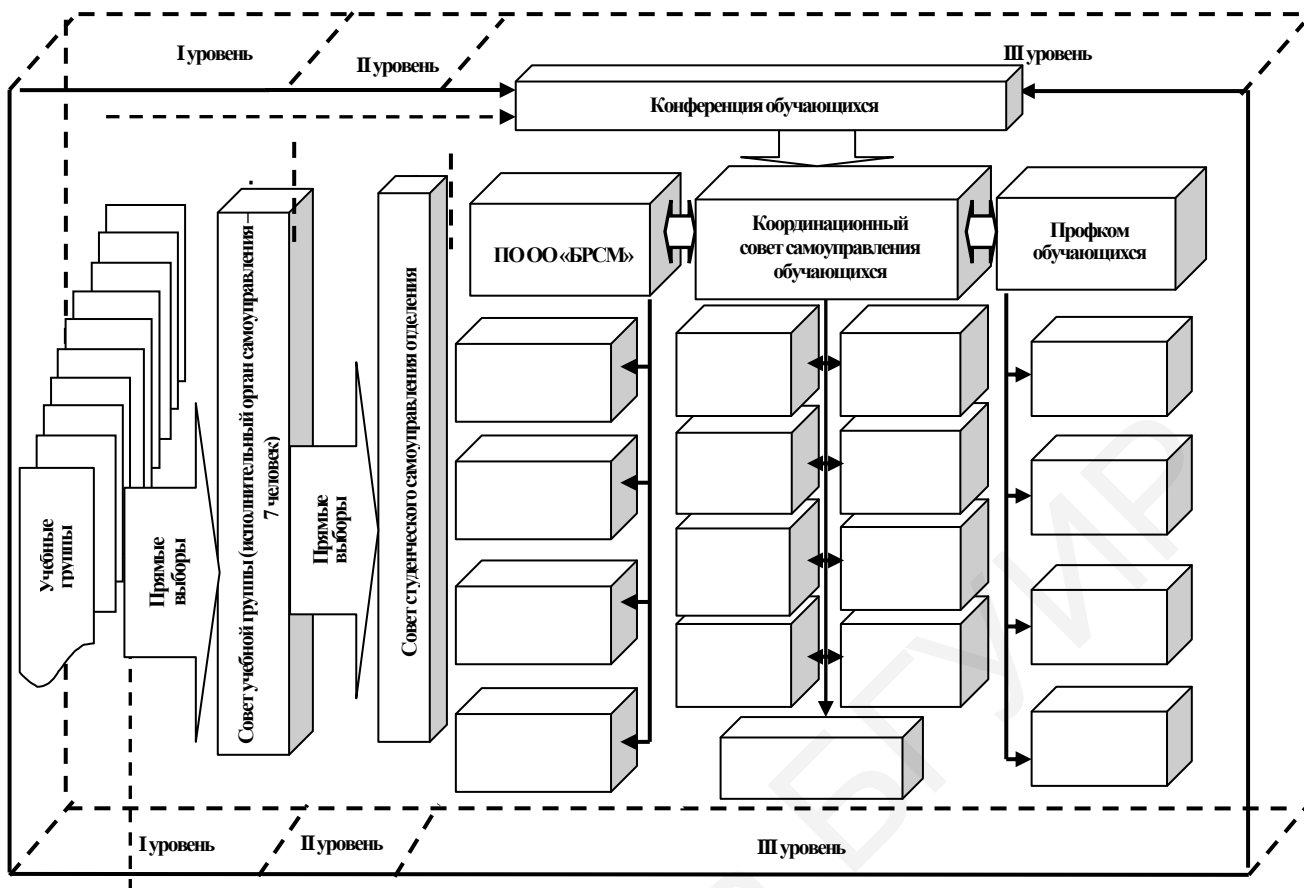 I уровень
II уровень
III уровень
Конференция обучающихся
ПО ОО «БРСМ»
Координационный
совет самоуправления
обучающихся
Профком
обучающихся
Учебные
группы
Прямые
выборы
Совет учебной группы (исполнительный орган самоуправления –
7 человек)
Прямые
выборы
Совет студенческого самоуправления отделения
I уровень
II уровень
III уровень
БГУИР